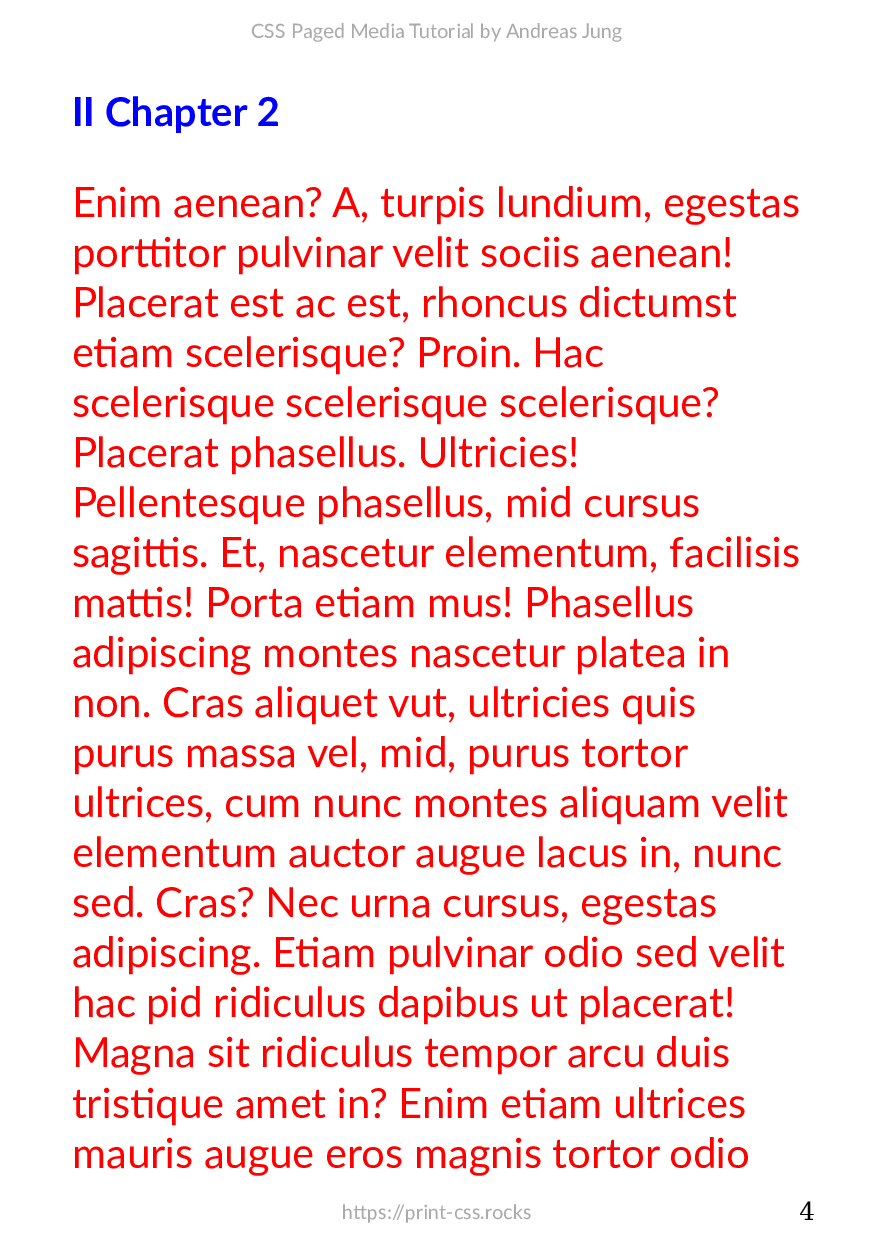 CSS Paged Media Tutorial by Andreas Jung
II Chapter 2
Enim aenean? A, turpis lundium, egestas
porttitor pulvinar velit sociis aenean!
Placerat est ac est, rhoncus dictumst
etiam scelerisque? Proin. Hac
scelerisque scelerisque scelerisque?
Placerat phasellus. Ultricies!
Pellentesque phasellus, mid cursus
sagittis. Et, nascetur elementum, facilisis
mattis! Porta etiam mus! Phasellus
adipiscing montes nascetur platea in
non. Cras aliquet vut, ultricies quis
purus massa vel, mid, purus tortor
ultrices, cum nunc montes aliquam velit
elementum auctor augue lacus in, nunc
sed. Cras? Nec urna cursus, egestas
adipiscing. Etiam pulvinar odio sed velit
hac pid ridiculus dapibus ut placerat!
Magna sit ridiculus tempor arcu duis
tristique amet in? Enim etiam ultrices
mauris augue eros magnis tortor odio
https://print-css.rocks
4